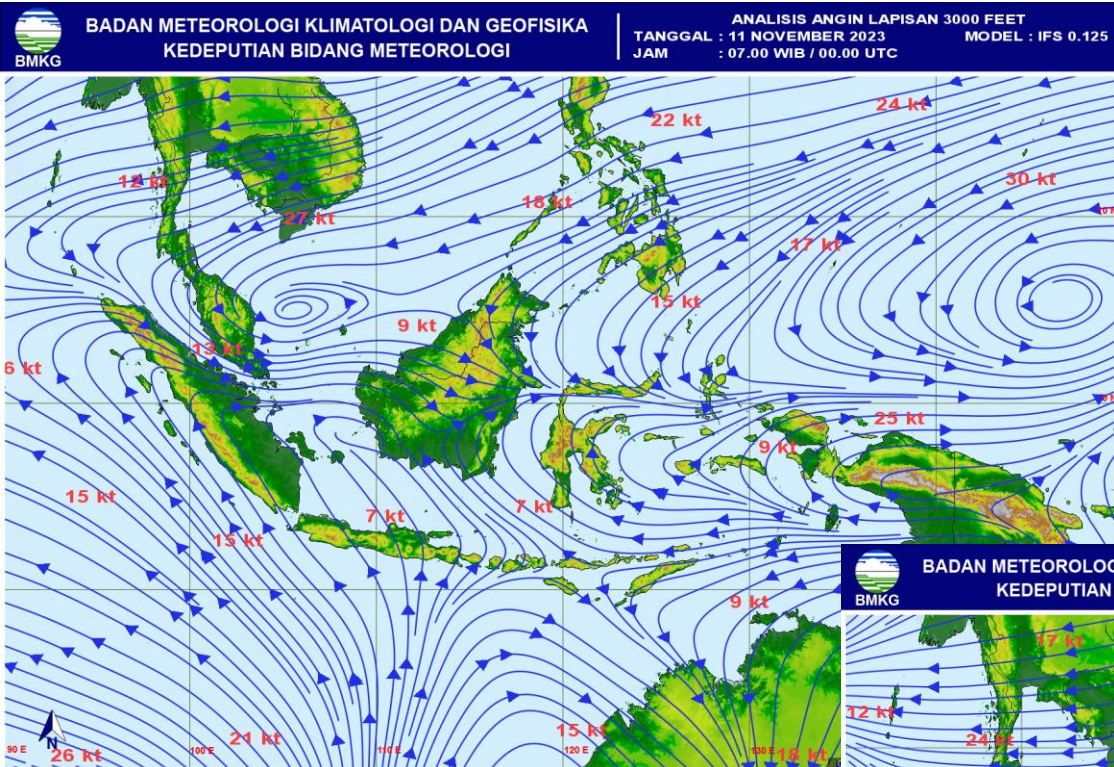 BADAN METEOROLOGI KLIMATOLOGI DAN GEOFISIKA
KEDEPUTIAN BIDANG METEOROLOGI
BMKG
ANALISIS ANGIN LAPISAN 3000 FEET
TANGGAL : 11 NOVEMBER 2023 MODEL : IFS 0.125
JAM : 07.00 WIB / 00.00 UTC
24 kt
22 kt
12 kt
30 kt
18 kt
27 kt
17 kt
15 kt
9 kt
13 kt
6 kt
25 kt
9 kt
15 kt
7 kt
7 kt
15 kt
9 kt
BADAN METEOROLOG
KEDEPUTIAN
BMKG
17 kt
12 kt
24 kt
15 kt
21 kt
26 kt
18 kt
N
90 E
100 E
110 E
120 E
130 E